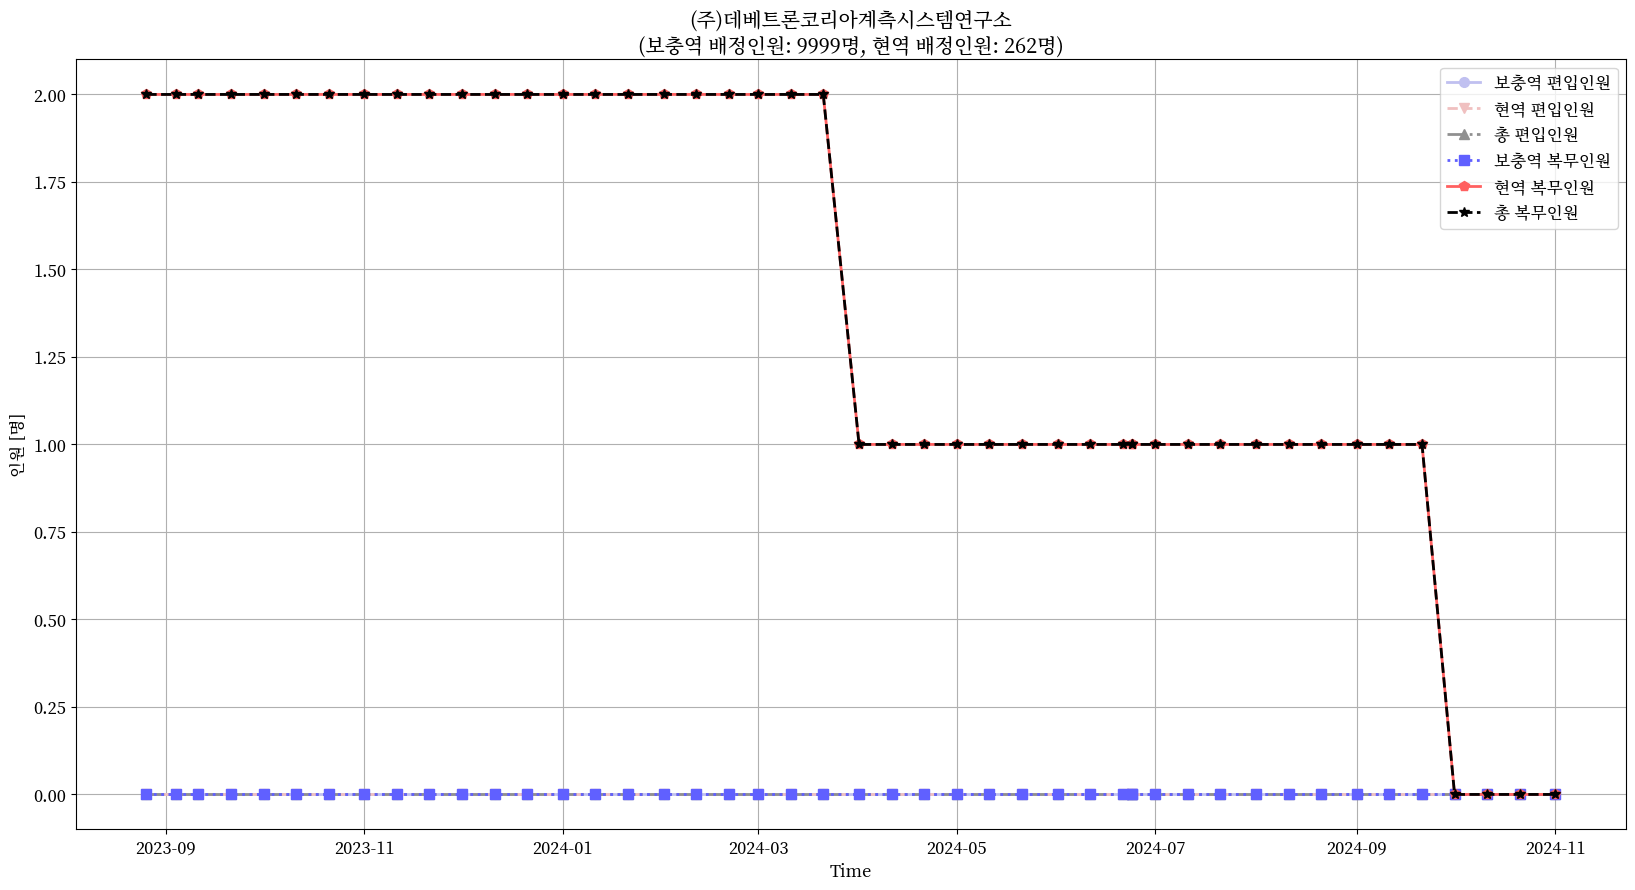 (주)데베트론코리아계측시스템연구소
(보충역 배정인원: 9999명, 현역 배정인원: 262명)
보충역 편입인원
현역 편입인원
총 편입인원
보충역 복무인원
현역 복무인원
총 복무인원
인원 [명]
2.00
1.75
1.50
1.25
1.00
0.75
0.50
0.25
0.00
2023-09 2023-11 2024-01 2024-03 2024-05 2024-07 2024-09 2024-11
Time